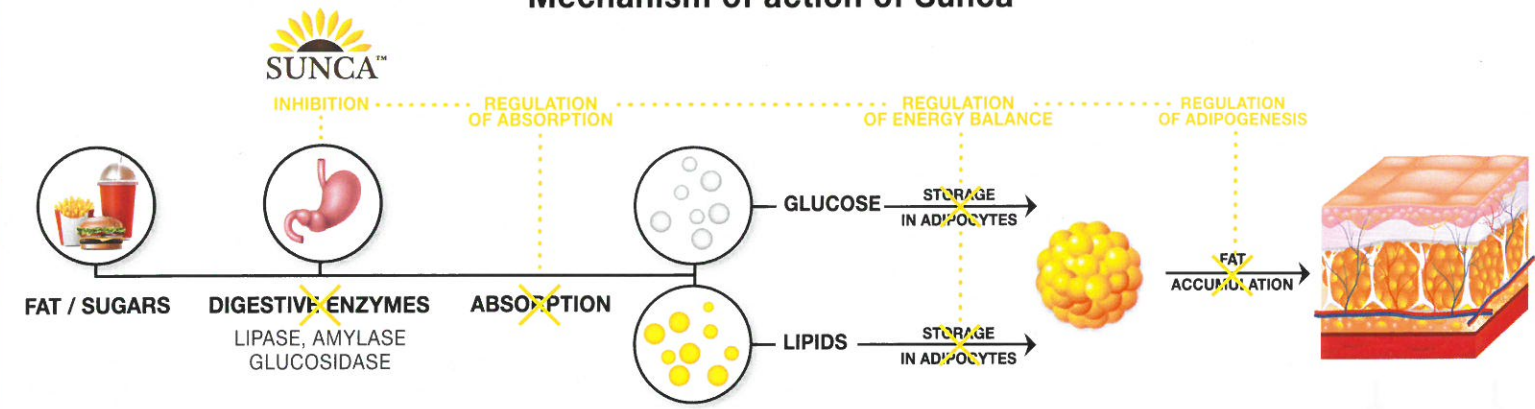 Mechanism of action of Sunca
SUNCA™
INHIBITION
REGULATION
OF ABSORPTION
REGULATION
OF ENERGY BALANCE
REGULATION
OF ADIPOGENESIS
FAT / SUGARS
DIGESTIVE ENZYMES
LIPASE, AMYLASE
GLUCOSIDASE
ABSORPTION
GLUCOSE
STORAGE
IN ADIPOCYTES
LIPIDS
STORAGE
IN ADIPOCYTES
FAT
ACCUMULATION